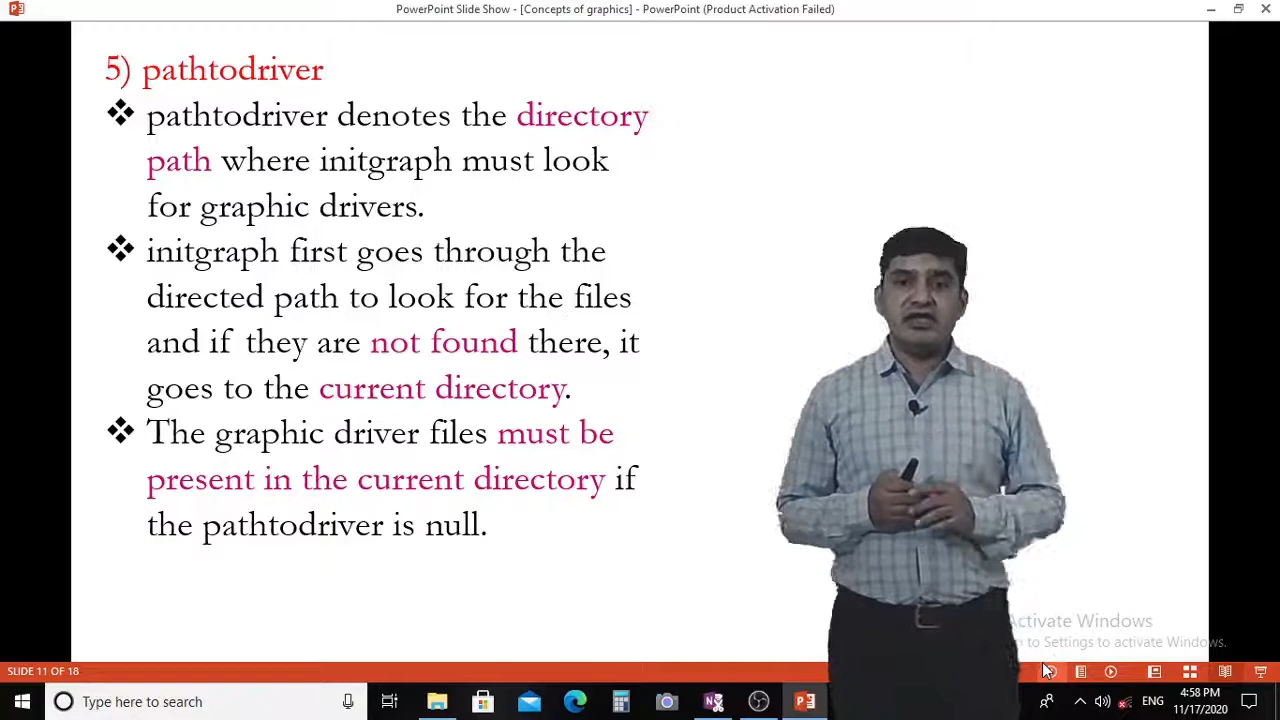 PowerPoint Slide Show - [Concepts of graphics] - PowerPoint (Product Activation Failed)
5) pathtodriver
❖ pathtodriver denotes the directory
path where initgraph must look
for graphic drivers.
❖ initgraph first goes through the
directed path to look for the files
and if they are not found there, it
goes to the current directory.
❖ The graphic driver files must be
present in the current directory if
the pathtodriver is null.
Activate Windows
to Settings to activate Windows.
SLIDE 11 OF 18
Type here to search
ENG
4:58 PM
11/17/2020